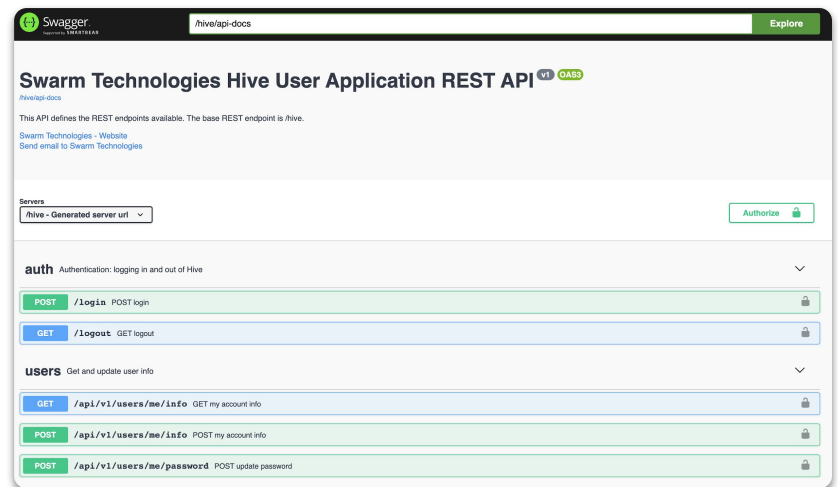 {··} Swagger.
Supported by SMARTBEAR
/hive/api-docs
Explore
Swarm Technologies Hive User Application REST API v1 OAS3
/hive/api-docs
This API defines the REST endpoints available. The base REST endpoint is /hive.
Swarm Technologies - Website
Send email to Swarm Technologies
Servers
/hive - Generated server url
Authorize
auth Authentication: logging in and out of Hive
POST /login POST login
GET /logout GET logout
users Get and update user info
GET /api/v1/users/me/info GET my account info
POST /api/v1/users/me/info POST my account info
POST /api/v1/users/me/password POST update password